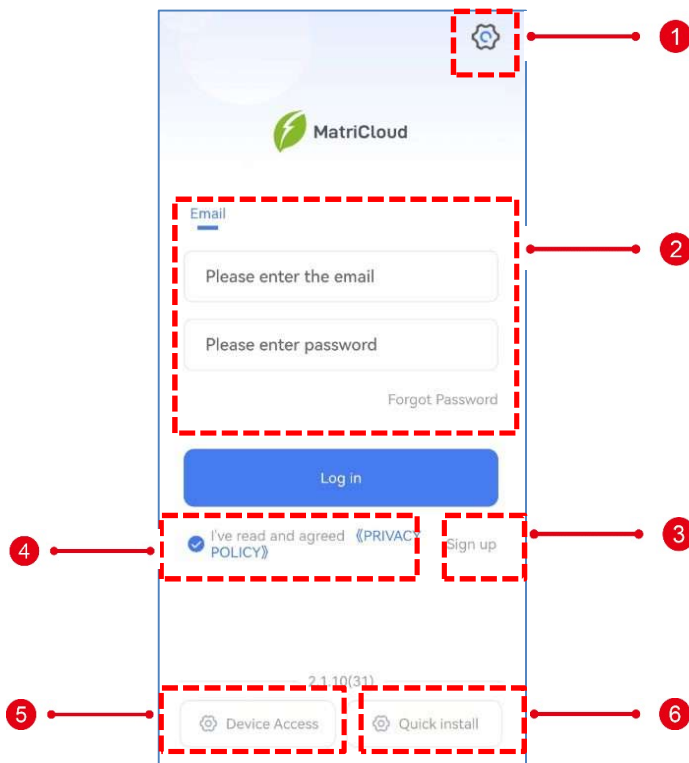 1
MatriCloud
Email
2
Please enter the email
Please enter password
Forgot Password
Log in
I've read and agreed 《PRIVACY
POLICY》
Sign up
3
4
2.1.10(31)
5
Device Access
Quick install
6